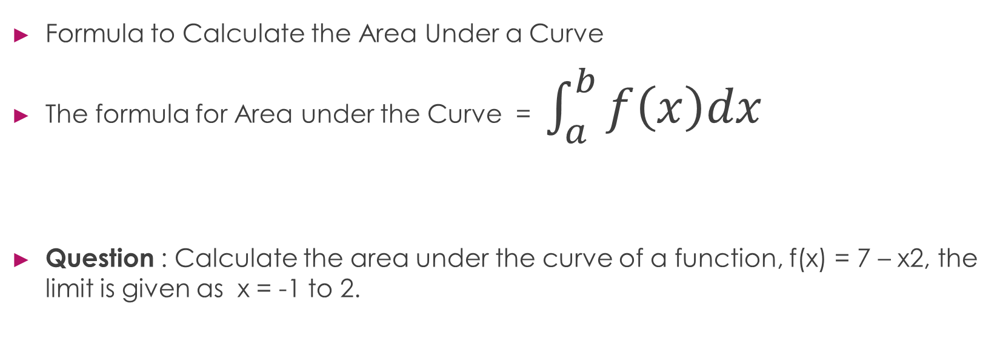 ► Formula to Calculate the Area Under a Curve
► The formula for Area under the Curve = ∫_a^b f(x)dx
► Question : Calculate the area under the curve of a function, f(x) = 7 – x2, the
limit is given as x = -1 to 2.